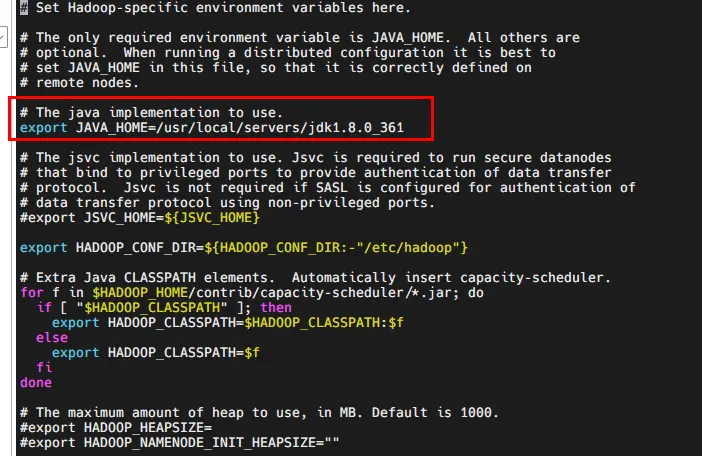 # Set Hadoop-specific environment variables here.
# The only required environment variable is JAVA_HOME.  All others are
# optional.  When running a distributed configuration it is best to
# set JAVA_HOME in this file, so that it is correctly defined on
# remote nodes.
# The java implementation to use.
export JAVA_HOME=/usr/local/servers/jdk1.8.0_361
# The jsvc implementation to use. Jsvc is required to run secure datanodes
# that bind to privileged ports to provide authentication of data transfer
# protocol.  Jsvc is not required if SASL is configured for authentication of
# data transfer protocol using non-privileged ports.
#export JSVC_HOME=${JSVC_HOME}
export HADOOP_CONF_DIR=${HADOOP_CONF_DIR:-"/etc/hadoop"}
# Extra Java CLASSPATH elements.  Automatically insert capacity-scheduler.
for f in $HADOOP_HOME/contrib/capacity-scheduler/*.jar; do
  if [ "$HADOOP_CLASSPATH" ]; then
    export HADOOP_CLASSPATH=$HADOOP_CLASSPATH:$f
  else
    export HADOOP_CLASSPATH=$f
  fi
done
# The maximum amount of heap to use, in MB. Default is 1000.
#export HADOOP_HEAPSIZE=
#export HADOOP_NAMENODE_INIT_HEAPSIZE=""